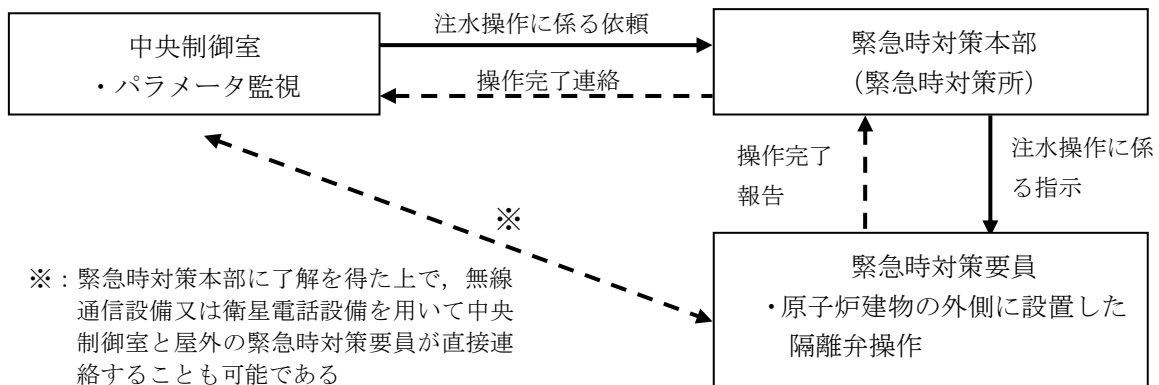 中央制御室
・パラメータ監視
注水操作に係る依頼
操作完了連絡
緊急時対策本部
（緊急時対策所）
操作完了
報告
注水操作に係
る指示
※
緊急時対策要員
・原子炉建物の外側に設置した
隔離弁操作
※：緊急時対策本部に了解を得た上で，無線
通信設備又は衛星電話設備を用いて中央
制御室と屋外の緊急時対策要員が直接連
絡することも可能である